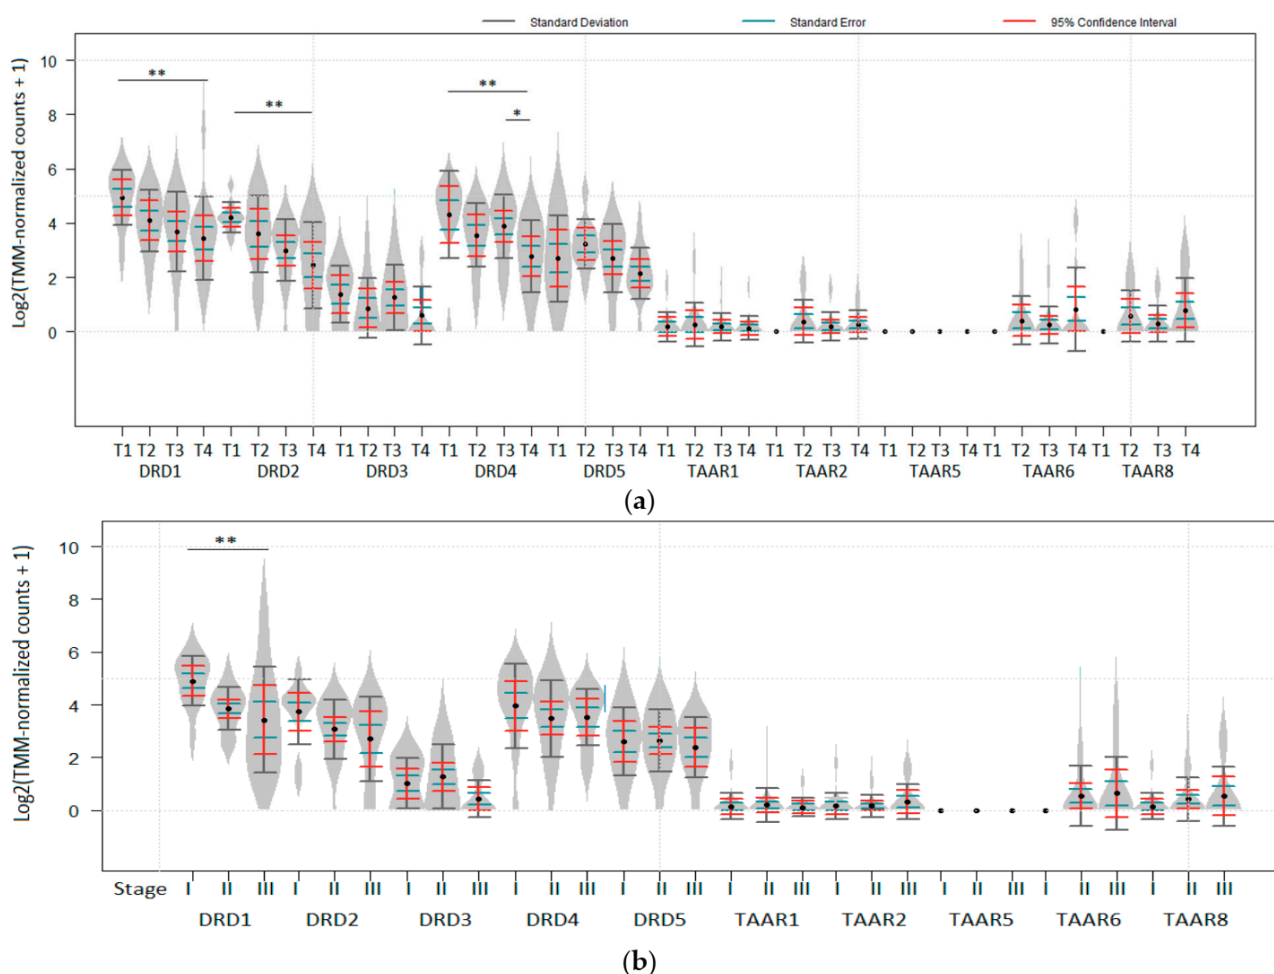 Standard Deviation Standard Error 95% Confidence Interval
Log2(TMM-normalized counts + 1)
10
8
6
4
2
0
** ** ** *
T1 T2 T3 T4 T1 T2 T3 T4 T1 T2 T3 T4 T1 T2 T3 T4 T1 T2 T3 T4 T1 T2 T3 T4 T1 T2 T3 T4 T1 T2 T3 T4 T1 T2 T3 T4 T1 T2 T3 T4
DRD1 DRD2 DRD3 DRD4 DRD5 TAAR1 TAAR2 TAAR5 TAAR6 TAAR8
(a)
Log2(TMM-normalized counts + 1)
10
8
6
4
2
0
**
Stage I II III I II III I II III I II III I II III I II III I II III I II III I II III I II III
DRD1 DRD2 DRD3 DRD4 DRD5 TAAR1 TAAR2 TAAR5 TAAR6 TAAR8
(b)